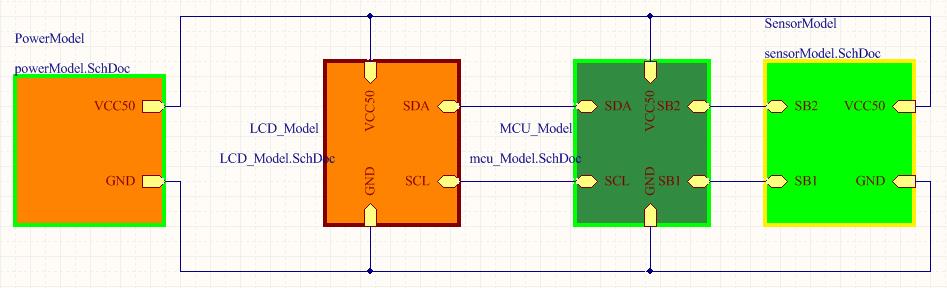 PowerModel
powerModel.SchDoc
VCC50
GND
LCD_Model
LCD_Model.SchDoc
VCC50
GND
SDA
SCL
MCU_Model
mcu_Model.SchDoc
SDA
SCL
VCC50
GND
SB2
SB1
SensorModel
sensorModel.SchDoc
SB2
SB1
VCC50
GND